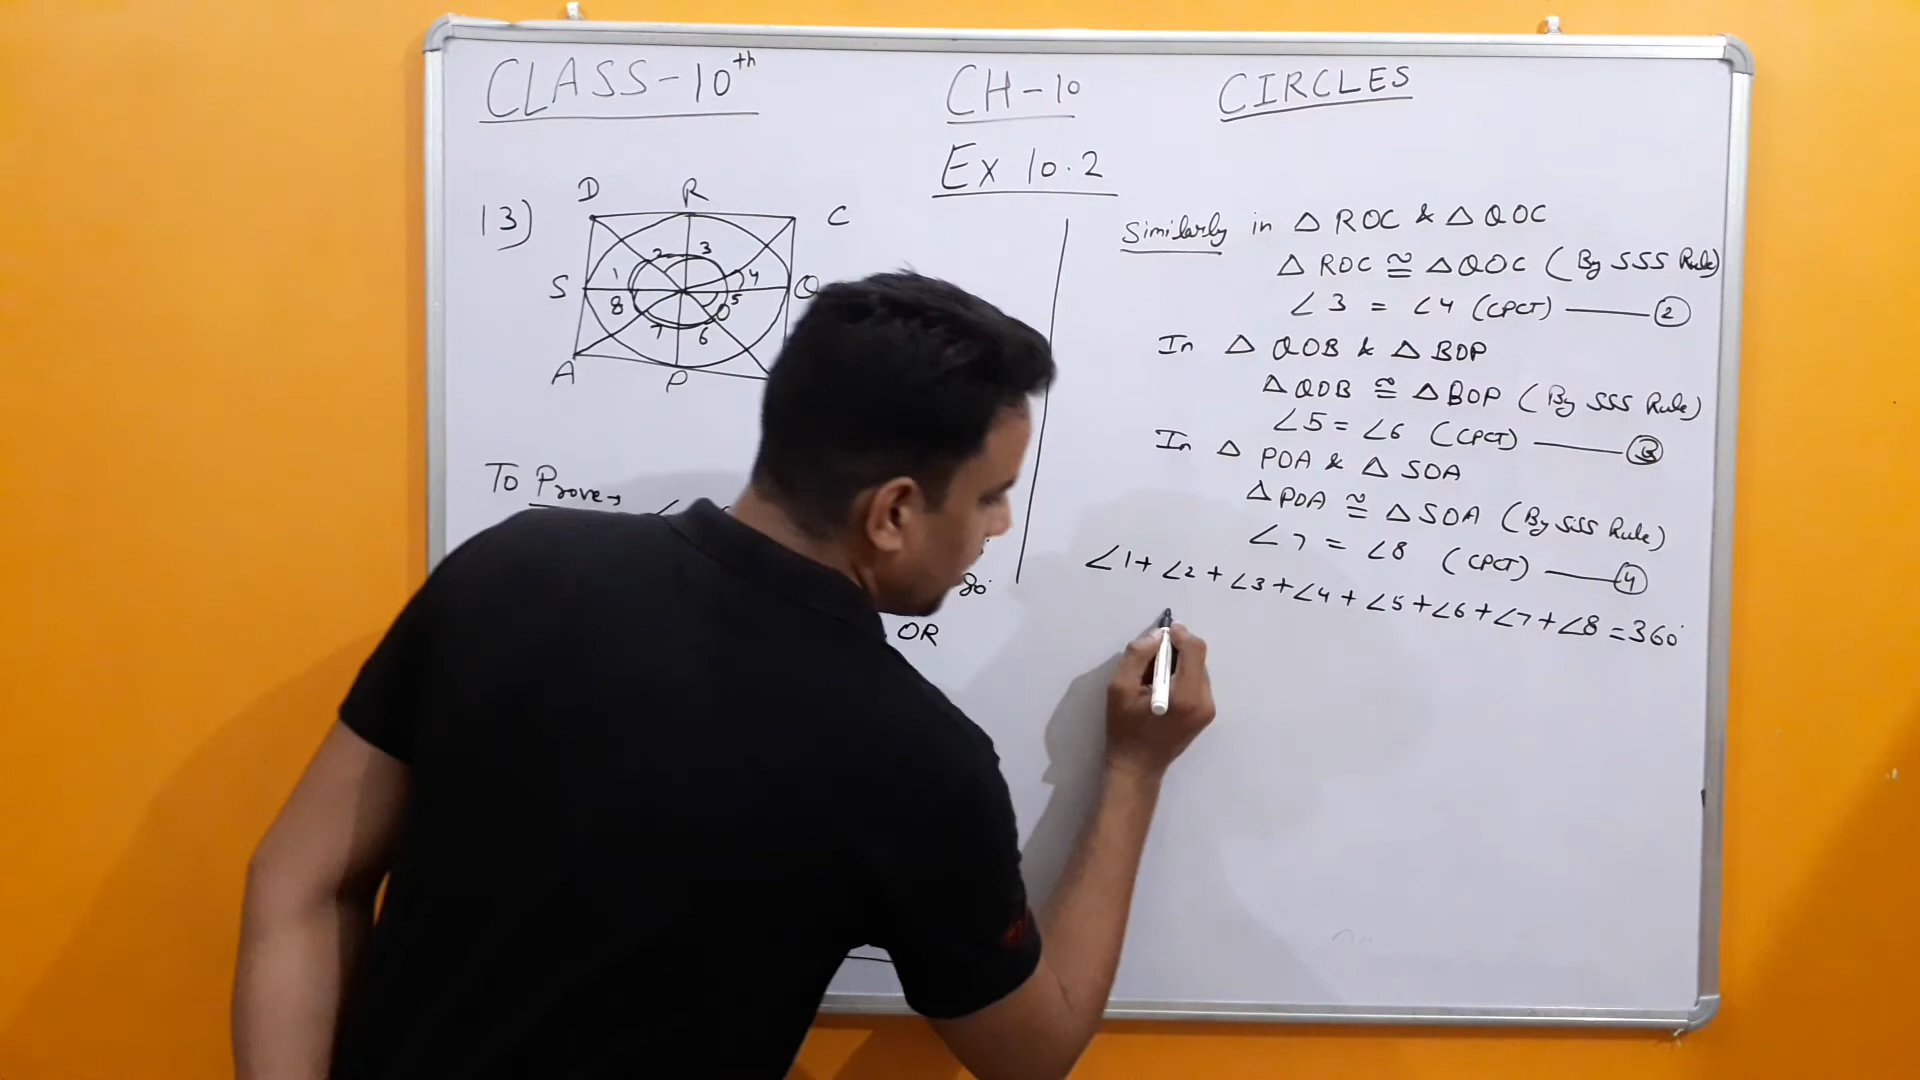 CLASS-10th CH-10 CIRCLES
Ex 10.2
13)
D R C
2 3
1 4
S Q
8 5
O
7 6
A P
To Prove→ ∠
OR
Similarly in △ ROC & △ QOC
△ ROC ≅ △QOC (By SSS Rule)
∠3 = ∠4 (CPCT) ——— ②
In △ QOB & △ BOP
△QOB ≅ △BOP (By SSS Rule)
∠5 = ∠6 (CPCT) ——— ③
In △ POA & △ SOA
△POA ≅ △SOA (By SSS Rule)
∠7 = ∠8 (CPCT) ——— ④
∠1+∠2+∠3+∠4+∠5+∠6+∠7+∠8=360°